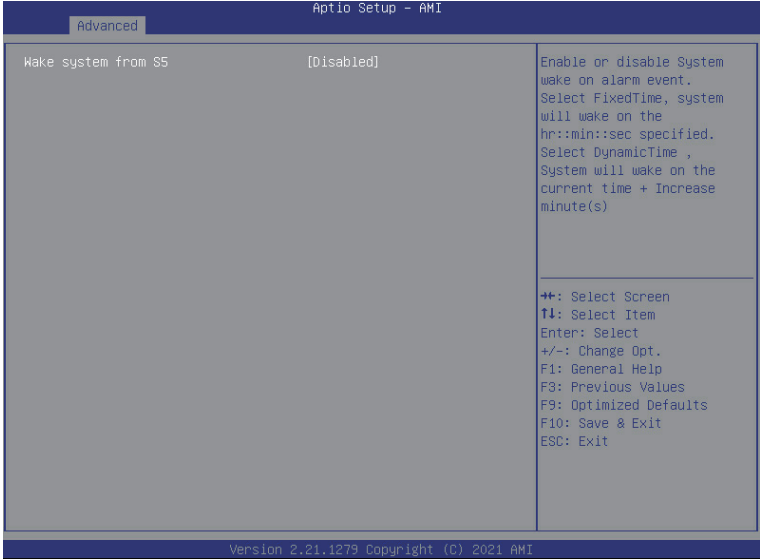 Aptio Setup – AMI
Advanced
Wake system from S5 [Disabled]
Enable or disable System
wake on alarm event.
Select FixedTime, system
will wake on the
hr::min::sec specified.
Select DynamicTime ,
System will wake on the
current time + Increase
minute(s)
→←: Select Screen
↑↓: Select Item
Enter: Select
+/-: Change Opt.
F1: General Help
F3: Previous Values
F9: Optimized Defaults
F10: Save & Exit
ESC: Exit
Version 2.21.1279 Copyright (C) 2021 AMI